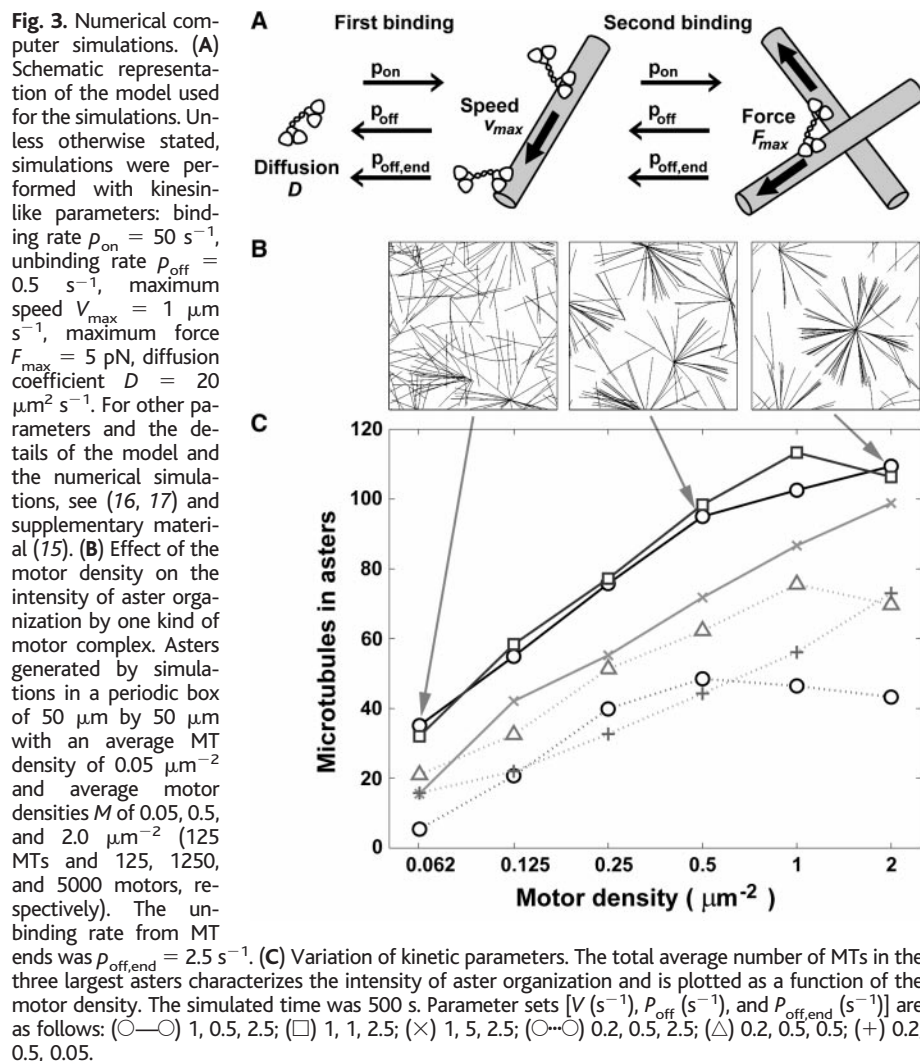 Fig. 3. Numerical com-
puter simulations. (A)
Schematic representa-
tion of the model used
for the simulations. Un-
less otherwise stated,
simulations were per-
formed with kinesin-
like parameters: bind-
ing rate p_on = 50 s⁻¹,
unbinding rate p_off =
0.5 s⁻¹, maximum
speed V_max = 1 μm
s⁻¹, maximum force
F_max = 5 pN, diffusion
coefficient D = 20
μm² s⁻¹. For other pa-
rameters and the de-
tails of the model and
the numerical simula-
tions, see (16, 17) and
supplementary materi-
al (15). (B) Effect of the
motor density on the
intensity of aster orga-
nization by one kind of
motor complex. Asters
generated by simula-
tions in a periodic box
of 50 μm by 50 μm
with an average MT
density of 0.05 μm⁻²
and average motor
densities M of 0.05, 0.5,
and 2.0 μm⁻² (125
MTs and 125, 1250,
and 5000 motors, re-
spectively). The un-
binding rate from MT
ends was p_off,end = 2.5 s⁻¹. (C) Variation of kinetic parameters. The total average number of MTs in the
three largest asters characterizes the intensity of aster organization and is plotted as a function of the
motor density. The simulated time was 500 s. Parameter sets [V (s⁻¹), P_off (s⁻¹), and P_off,end (s⁻¹)] are
as follows: (○—○) 1, 0.5, 2.5; (□) 1, 1, 2.5; (×) 1, 5, 2.5; (○···○) 0.2, 0.5, 2.5; (△) 0.2, 0.5, 0.5; (+) 0.2,
0.5, 0.05.
A
First binding
Second binding
p_on
p_off
p_off,end
Diffusion
D
Speed
v_max
p_on
p_off
p_off,end
Force
F_max
B
C
120
100
80
60
40
20
0
Microtubules in asters
0.062
0.125
0.25
0.5
1
2
Motor density ( μm⁻² )